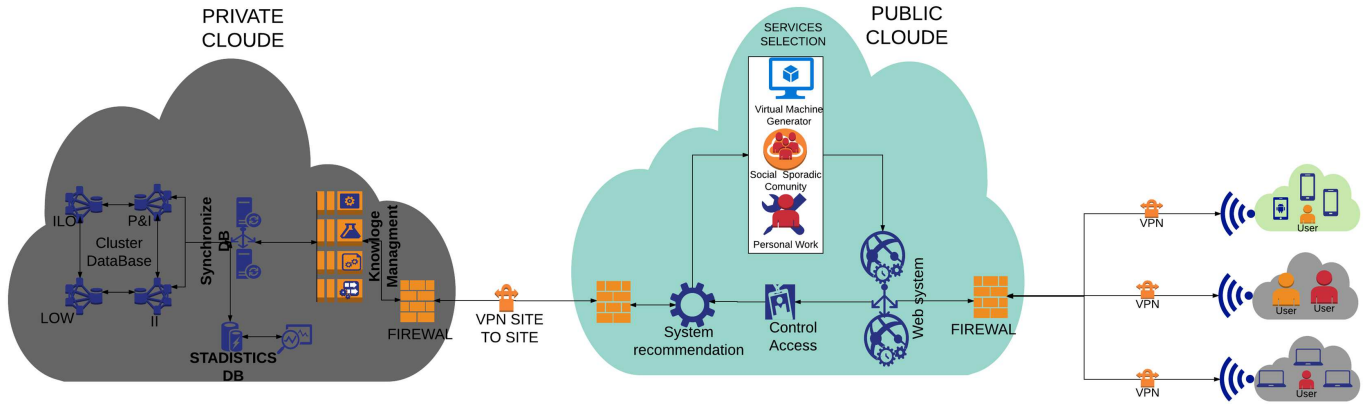 PRIVATE
CLOUDE
ILO
P&I
Cluster
DataBase
LOW
II
Synchronize
DB
STADISTICS
DB
Knowloge
Managment
FIREWAL
VPN SITE
TO SITE
PUBLIC
CLOUDE
SERVICES
SELECTION
Virtual Machine
Generator
Social Sporadic
Comunity
Personal Work
System
recommendation
Control
Access
Web system
FIREWAL
VPN
User
VPN
User
User
VPN
User